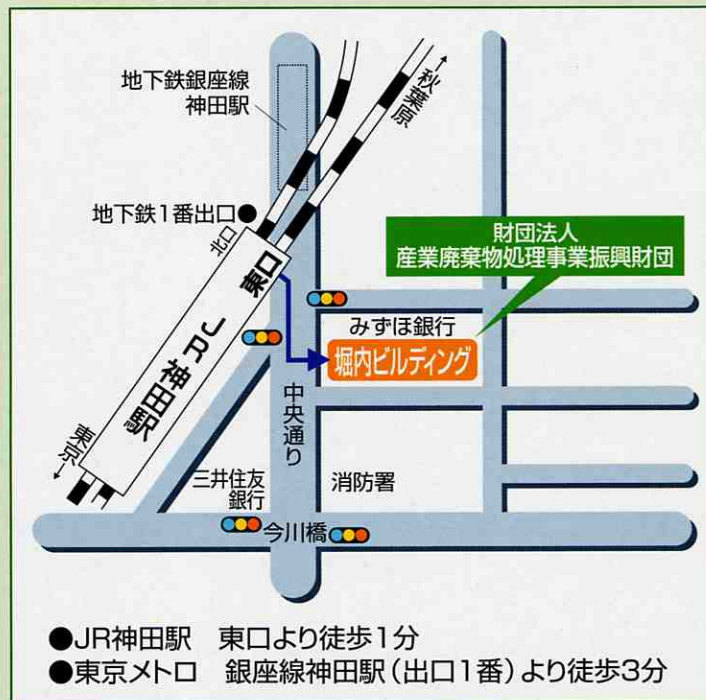 地下鉄銀座線
神田駅
秋葉原
地下鉄1番出口●
北口
東口
財団法人
産業廃棄物処理事業振興財団
みずほ銀行
堀内ビルディング
JR神田駅
中央通り
東京
三井住友
銀行
消防署
今川橋
●JR神田駅 東口より徒歩1分
●東京メトロ 銀座線神田駅(出口1番)より徒歩3分